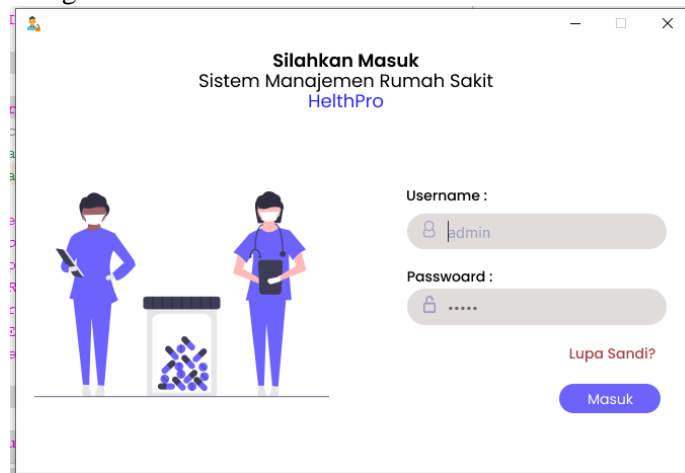 Silahkan Masuk
Sistem Manajemen Rumah Sakit
HelthPro
Username :
admin
Passwoard :
•••••
Lupa Sandi?
Masuk